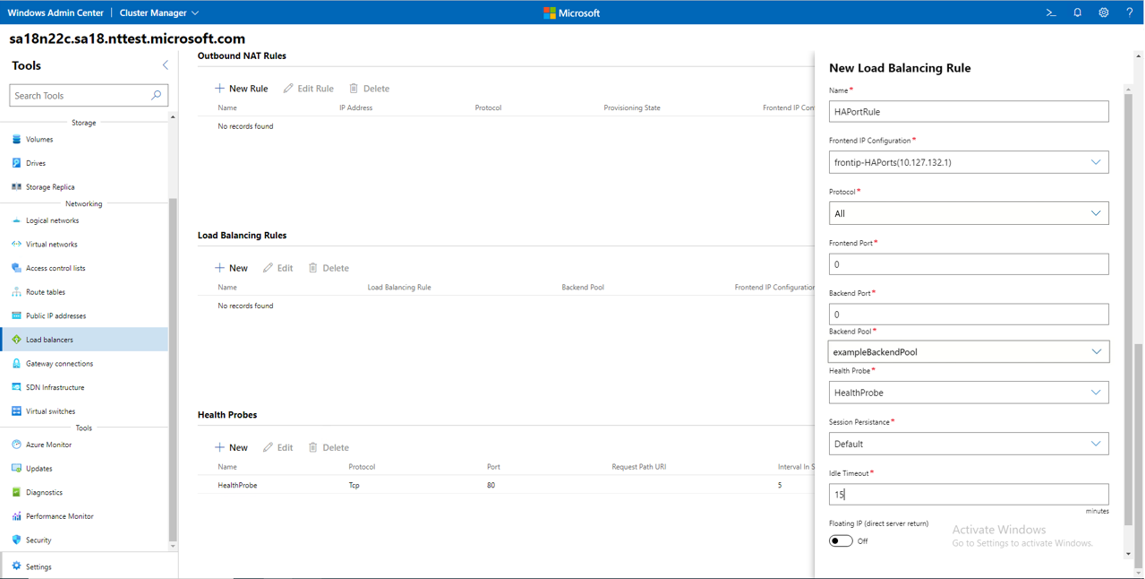 Windows Admin Center | Cluster Manager
Microsoft
sa18n22c.sa18.nttest.microsoft.com
Tools
Search Tools
Storage
Volumes
Drives
Storage Replica
Networking
Logical networks
Virtual networks
Access control lists
Route tables
Public IP addresses
Load balancers
Gateway connections
SDN Infrastructure
Virtual switches
Tools
Azure Monitor
Updates
Diagnostics
Performance Monitor
Security
Settings
Outbound NAT Rules
New Rule Edit Rule Delete
Name IP Address Protocol Provisioning State Frontend IP Con
No records found
Load Balancing Rules
New Edit Delete
Name Load Balancing Rule Backend Pool Frontend IP Configuration
No records found
Health Probes
New Edit Delete
Name Protocol Port Request Path URI Interval In S
HealthProbe Tcp 80 5
New Load Balancing Rule
Name*
HAPortRule
Frontend IP Configuration*
frontip-HAPorts(10.127.132.1)
Protocol*
All
Frontend Port*
0
Backend Port*
0
Backend Pool*
exampleBackendPool
Health Probe*
HealthProbe
Session Persistance*
Default
Idle Timeout*
15
minutes
Floating IP (direct server return)
Off
Activate Windows
Go to Settings to activate Windows.